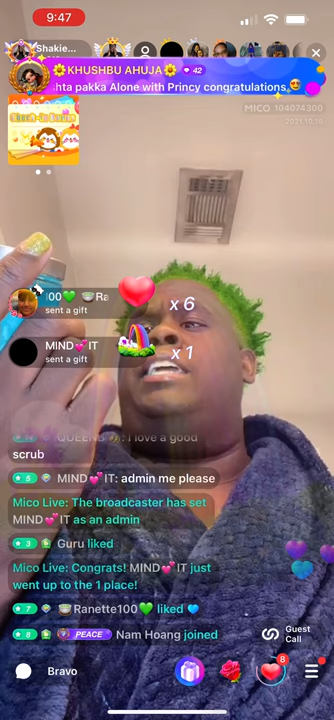 9:47
Shakie...
🌼KHUSHBU AHUJA🌼 42
hta pakka Alone with Princy congratulations
MICO 104074300
2021.10.16
00💚 Ra
sent a gift
x 6
MIND💕IT
sent a gift
x 1
QUEENB: I love a good
scrub
5 MIND💕IT: admin me please
Mico Live: The broadcaster has set
MIND💕IT as an admin
3 Guru liked
Mico Live: Congrats! MIND💕IT just
went up to the 1 place!
7 Ranette100💚 liked 💙
8 PEACE Nam Hoang joined
Guest
Call
Bravo
8